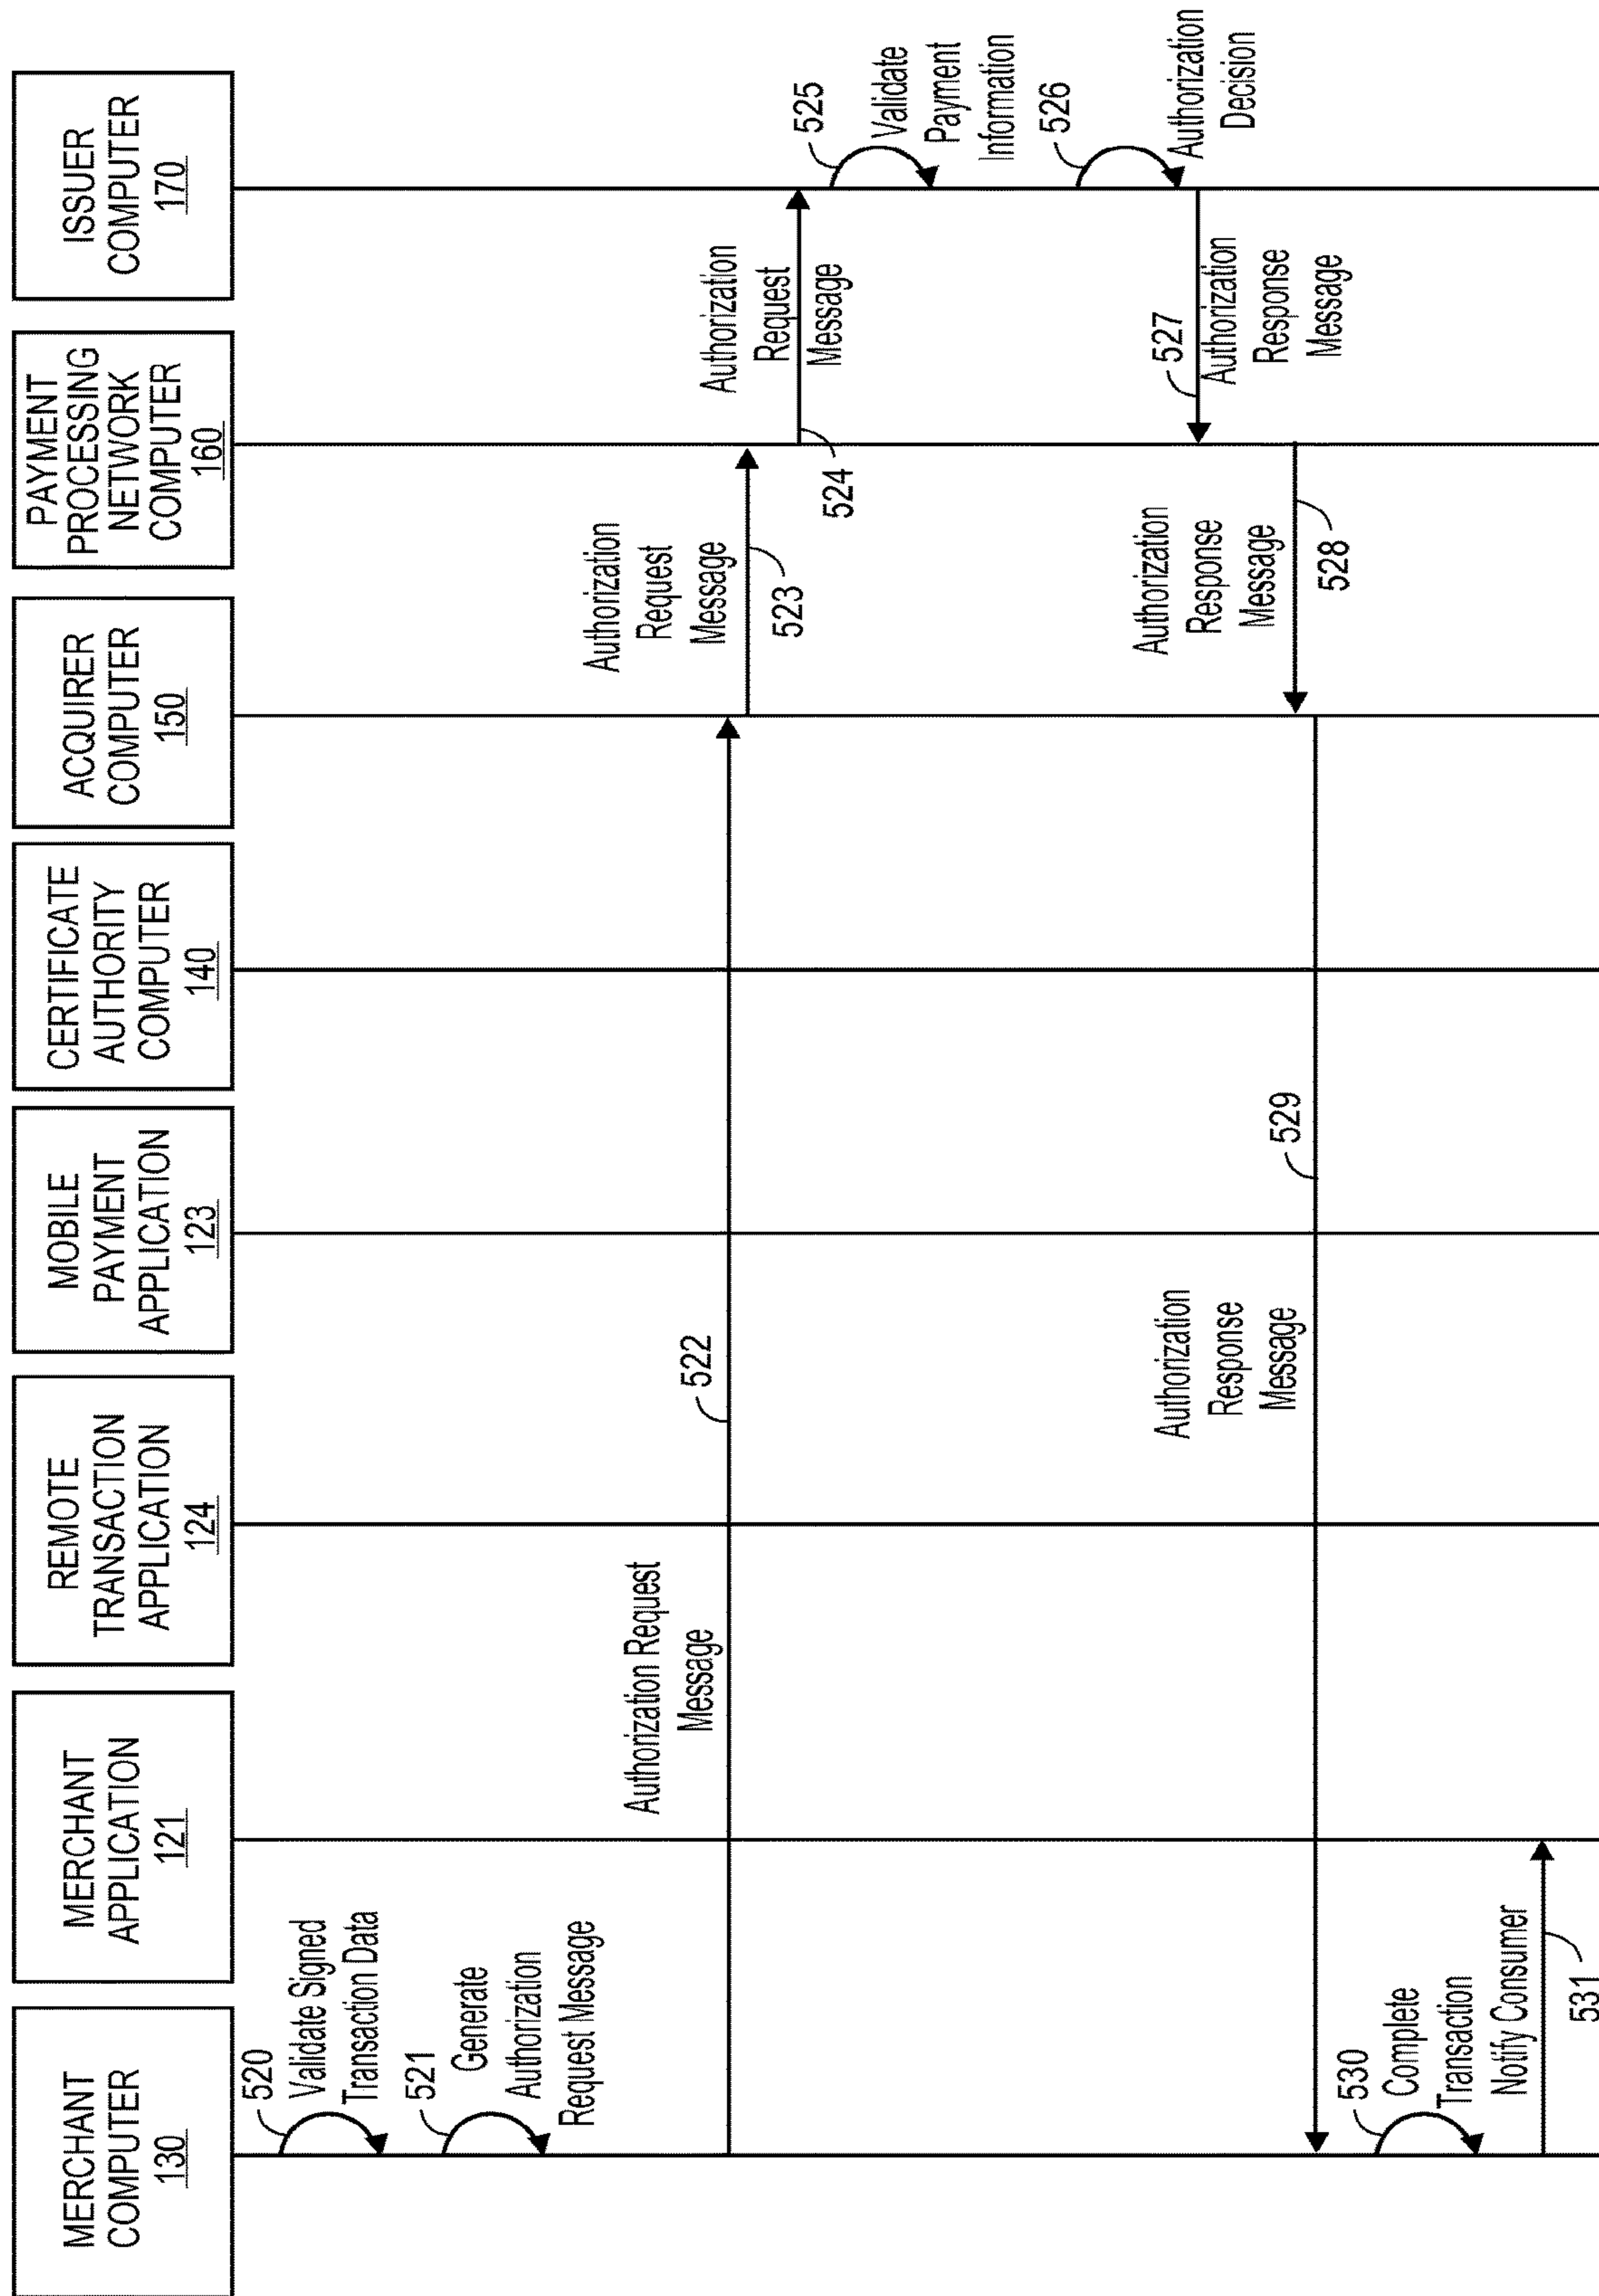 MERCHANT
COMPUTER
130
MERCHANT
APPLICATION
121
REMOTE
TRANSACTION
APPLICATION
124
MOBILE
PAYMENT
APPLICATION
123
CERTIFICATE
AUTHORITY
COMPUTER
140
ACQUIRER
COMPUTER
150
PAYMENT
PROCESSING
NETWORK
COMPUTER
160
ISSUER
COMPUTER
170
520
Validate Signed
Transaction Data
521
Generate
Authorization
Request Message
Authorization Request
Message
522
Authorization
Request
Message
523
Authorization
Request
Message
524
525
Validate
Payment
Information
526
Authorization
Decision
527
Authorization
Response
Message
Authorization
Response
Message
528
Authorization
Response
Message
529
530
Complete
Transaction
Notify Consumer
531